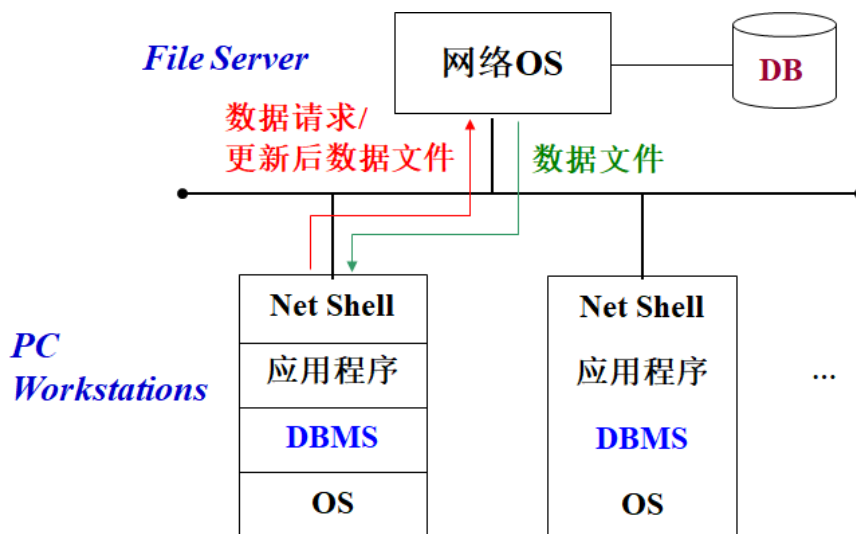 File Server
网络OS
DB
数据请求/
更新后数据文件
数据文件
PC
Workstations
Net Shell
应用程序
DBMS
OS
Net Shell
应用程序
DBMS
OS
...